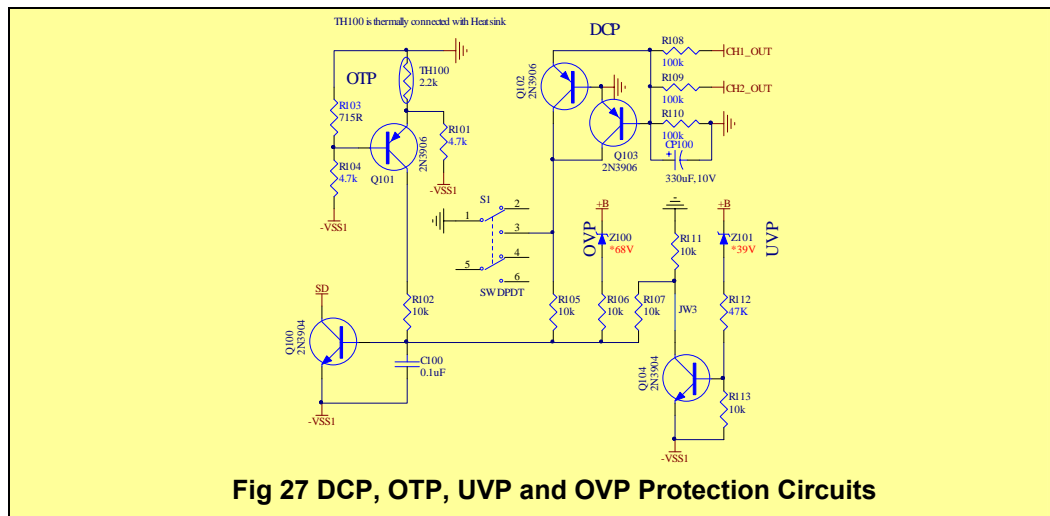 TH100 is thermally connected with Heat sink
DCP
R108
100k
CH1_OUT
TH100
2.2k
OTP
Q102
2N3906
R109
100k
CH2_OUT
R103
715R
R110
100k
R101
4.7k
CP100
+
330uF, 10V
Q103
2N3906
2N3906
Q101
R104
4.7k
-VSS1
-VSS1
S1
1
2
3
4
5
6
SWDPDT
+B
OVP
Z100
*68V
R111
10k
+B
Z101
*39V
UVP
SD
R102
10k
R105
10k
R106
10k
R107
10k
JW3
R112
47K
Q100
2N3904
C100
0.1uF
Q104
2N3904
R113
10k
-VSS1
-VSS1
Fig 27 DCP, OTP, UVP and OVP Protection Circuits